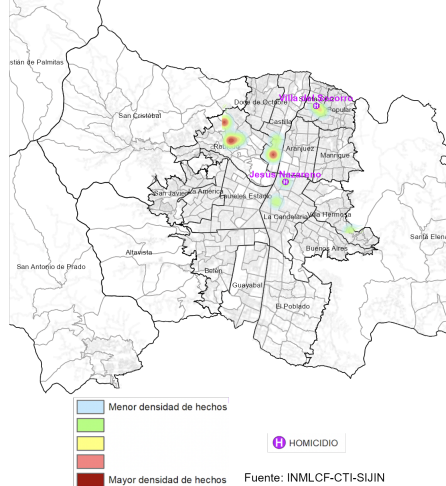 stián de Palmitas
Villa del Socorro
Popular
Doce de Octubre
San Cristóbal
Castilla
Aranjuez
Manrique
Jesús Nazareno
San Javier
La América
Laureles Estadio
La Candelaria
Villa Hermosa
Santa Elena
Buenos Aires
Altavista
San Antonio de Prado
Belén
Guayabal
El Poblado
Menor densidad de hechos
H HOMICIDIO
Mayor densidad de hechos
Fuente: INMLCF-CTI-SIJIN